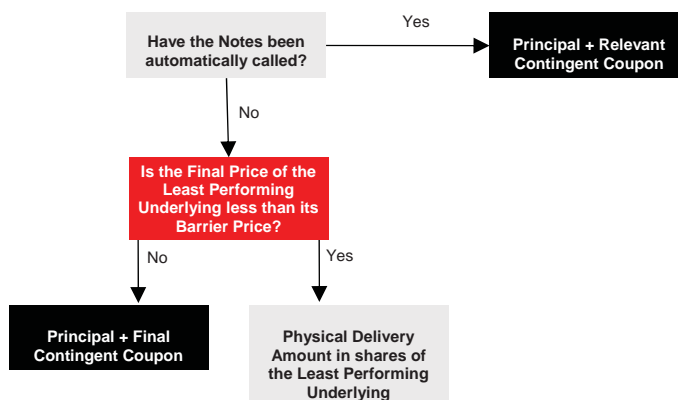 Have the Notes been
automatically called?
Yes
Principal + Relevant
Contingent Coupon
No
Is the Final Price of the
Least Performing
Underlying less than its
Barrier Price?
No
Yes
Principal + Final
Contingent Coupon
Physical Delivery
Amount in shares of
the Least Performing
Underlying